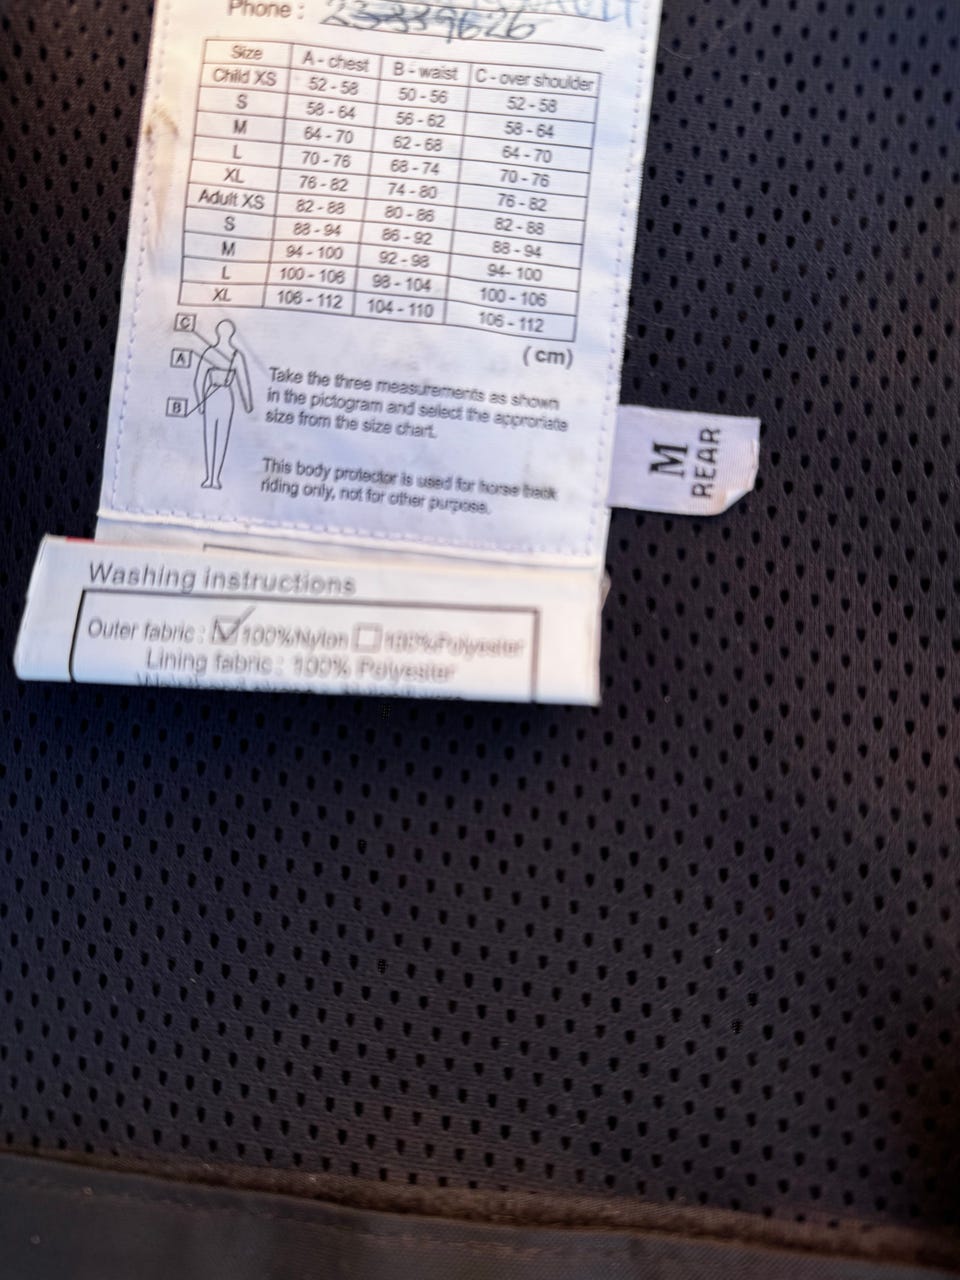 Phone :
Size A - chest B - waist C - over shoulder
Child XS 52 - 58 50 - 56 52 - 58
S 58 - 64 56 - 62 58 - 64
M 64 - 70 62 - 68 64 - 70
L 70 - 76 68 - 74 70 - 76
XL 76 - 82 74 - 80 76 - 82
Adult XS 82 - 88 80 - 86 82 - 88
S 88 - 94 86 - 92 88 - 94
M 94 - 100 92 - 98 94- 100
L 100 - 106 98 - 104 100 - 106
XL 106 - 112 104 - 110 106 - 112
(cm)
C
A
B
Take the three measurements as shown
in the pictogram and select the approriate
size from the size chart.
This body protector is used for horse back
riding only, not for other purpose.
M
REAR
Washing instructions
Outer fabric : 100%Nylon 100%Polyester
Lining fabric : 100% Polyester